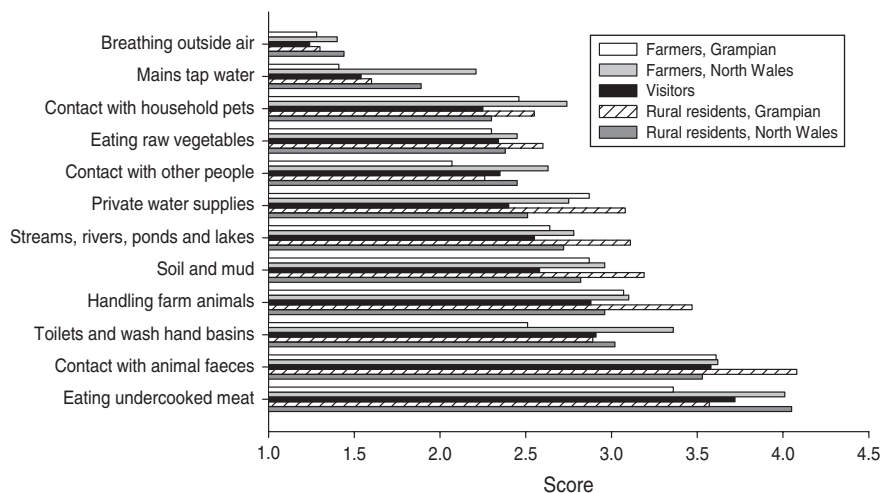 Breathing outside air
Mains tap water
Contact with household pets
Eating raw vegetables
Contact with other people
Private water supplies
Streams, rivers, ponds and lakes
Soil and mud
Handling farm animals
Toilets and wash hand basins
Contact with animal faeces
Eating undercooked meat
Farmers, Grampian
Farmers, North Wales
Visitors
Rural residents, Grampian
Rural residents, North Wales
1.0 1.5 2.0 2.5 3.0 3.5 4.0 4.5
Score